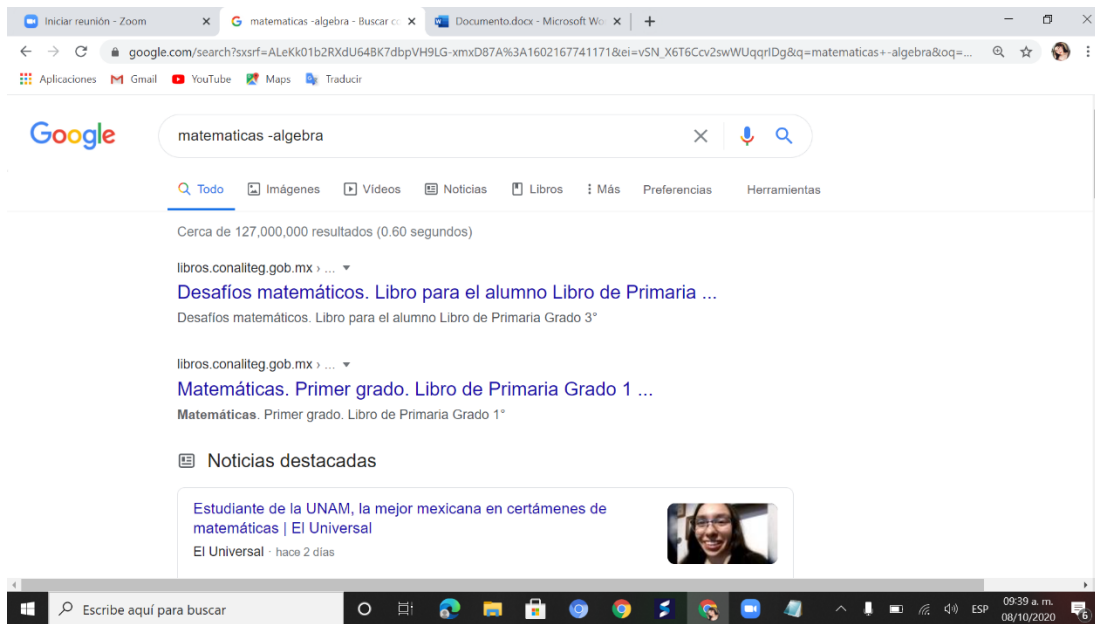 Iniciar reunión - Zoom
matematicas -algebra - Buscar co
Documento.docx - Microsoft Wo
google.com/search?sxsrf=ALeKk01b2RXdU64BK7dbpVH9LG-xmxD87A%3A1602167741171&ei=vSN_X6T6Ccv2swWUqqrIDg&q=matematicas+-algebra&oq=...
Aplicaciones
Gmail
YouTube
Maps
Traducir
Google
matematicas -algebra
Todo
Imágenes
Videos
Noticias
Libros
Más
Preferencias
Herramientas
Cerca de 127,000,000 resultados (0.60 segundos)
libros.conaliteg.gob.mx › ...
Desafíos matemáticos. Libro para el alumno Libro de Primaria ...
Desafíos matemáticos. Libro para el alumno Libro de Primaria Grado 3°
libros.conaliteg.gob.mx › ...
Matemáticas. Primer grado. Libro de Primaria Grado 1 ...
Matemáticas. Primer grado. Libro de Primaria Grado 1°
Noticias destacadas
Estudiante de la UNAM, la mejor mexicana en certámenes de
matemáticas | El Universal
El Universal · hace 2 días
Escribe aquí para buscar
ESP
09:39 a. m.
08/10/2020
6